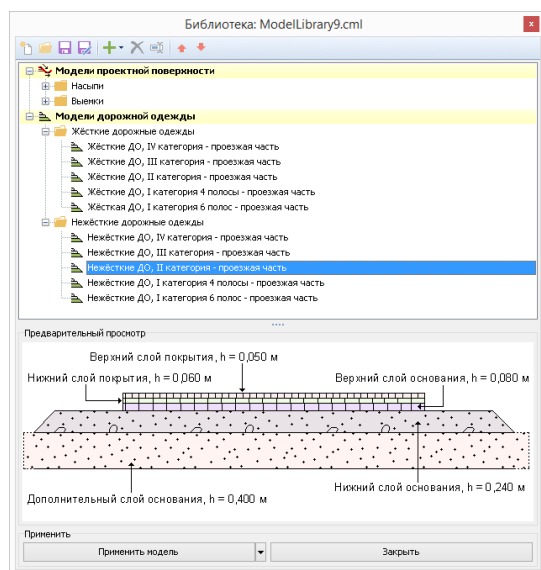 Библиотека: ModelLibrary9.cml
Модели проектной поверхности
Насыпи
Выемки
Модели дорожной одежды
Жёсткие дорожные одежды
Жёсткие ДО, IV категория - проезжая часть
Жёсткие ДО, III категория - проезжая часть
Жёсткие ДО, II категория - проезжая часть
Жёсткие ДО, I категория 4 полосы - проезжая часть
Жёсткая ДО, I категория 6 полос - проезжая часть
Нежёсткие дорожные одежды
Нежёсткие ДО, IV категория - проезжая часть
Нежёсткие ДО, III категория - проезжая часть
Нежёсткие ДО, II категория - проезжая часть
Нежёсткие ДО, I категория 4 полосы - проезжая часть
Нежёсткие ДО, I категория 6 полос - проезжая часть
Предварительный просмотр
Верхний слой покрытия, h = 0,050 м
Нижний слой покрытия, h = 0,060 м
Верхний слой основания, h = 0,080 м
Нижний слой основания, h = 0,240 м
Дополнительный слой основания, h = 0,400 м
Применить
Применить модель
Закрыть